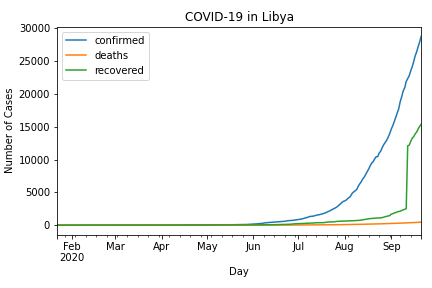 COVID-19 in Libya
confirmed
deaths
recovered
Number of Cases
30000
25000
20000
15000
10000
5000
0
Feb Mar Apr May Jun Jul Aug Sep
2020
Day